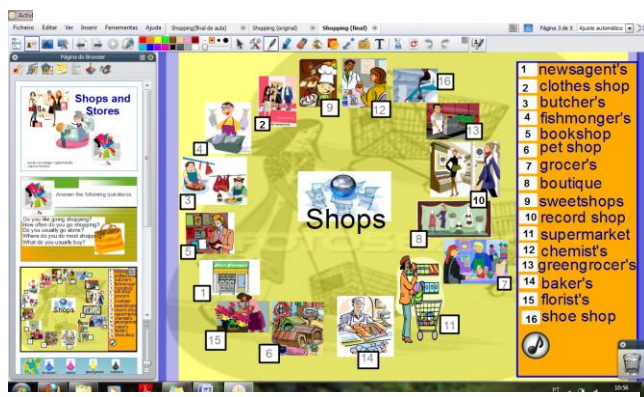 Activi
Ficheiro Editar Ver Inserir Ferramentas Ajuda Shopping(final da aula) Shopping (original) Shopping (final) Página 3 de 5 Ajuste automático
Página do Browser
Shops and
Stores
Answer the following questions
Do you like going shopping?
How often do you go shopping?
Do you usually go alone?
Where do you do most shopping?
What do you usually buy?
Shops
4
2
9
12
16
13
3
10
5
8
7
1
15
6
14
11
Shops
1 newsagent's
2 clothes shop
3 butcher's
4 fishmonger's
5 bookshop
6 pet shop
7 grocer's
8 boutique
9 sweetshops
10 record shop
11 supermarket
12 chemist's
13 greengrocer's
14 baker's
15 florist's
16 shoe shop
PT 10:56